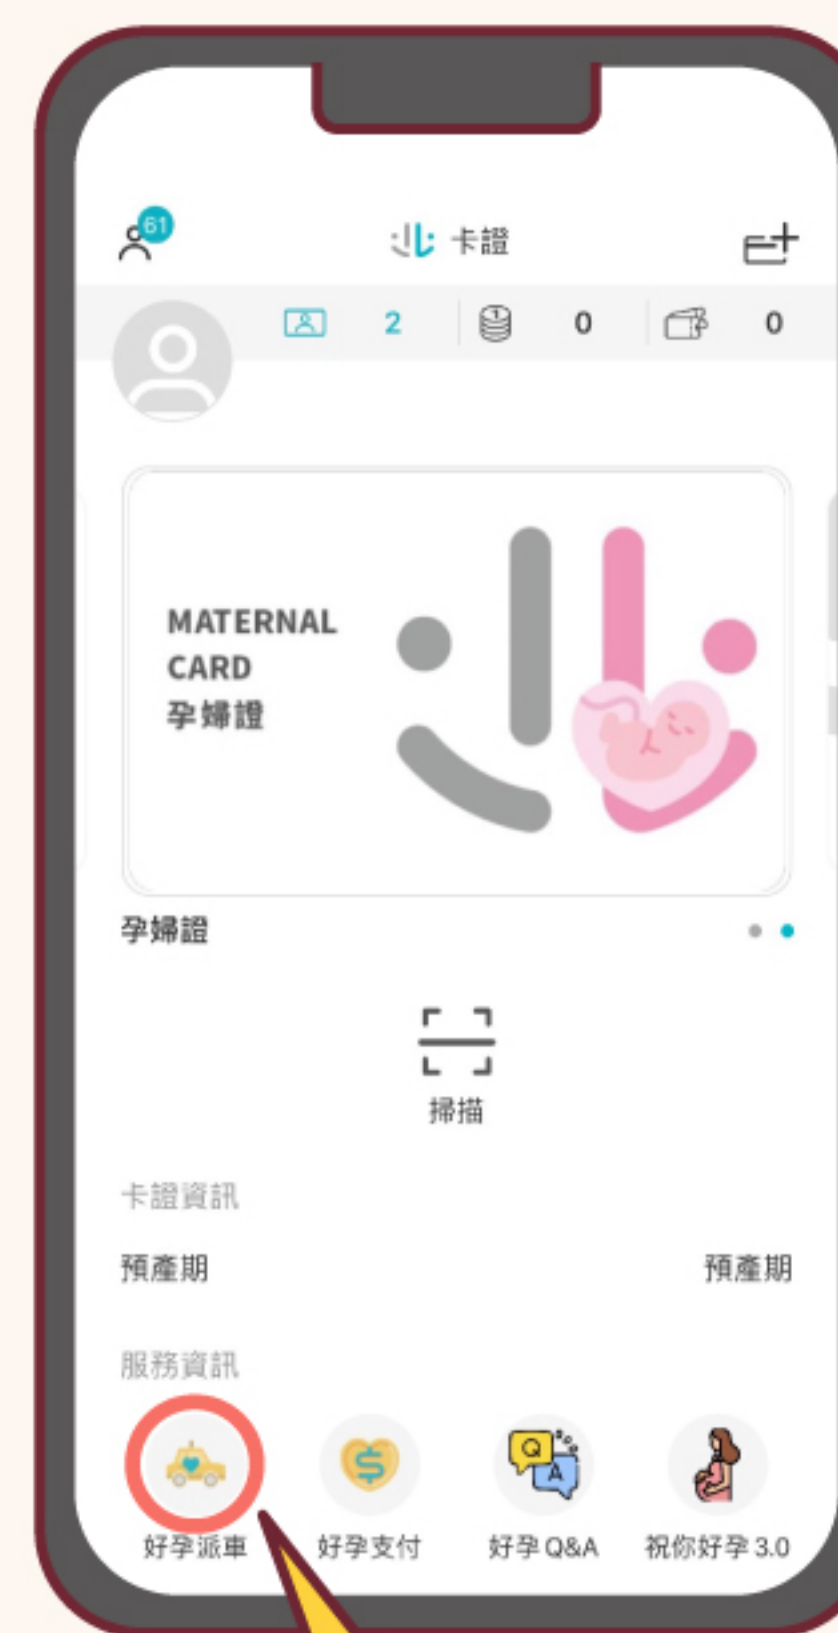 61
卡證
2
0
0
MATERNAL
CARD
孕婦證
孕婦證
掃描
卡證資訊
預產期 預產期
服務資訊
Q
A
好孕派車 好孕支付 好孕 Q&A 祝你好孕 3.0